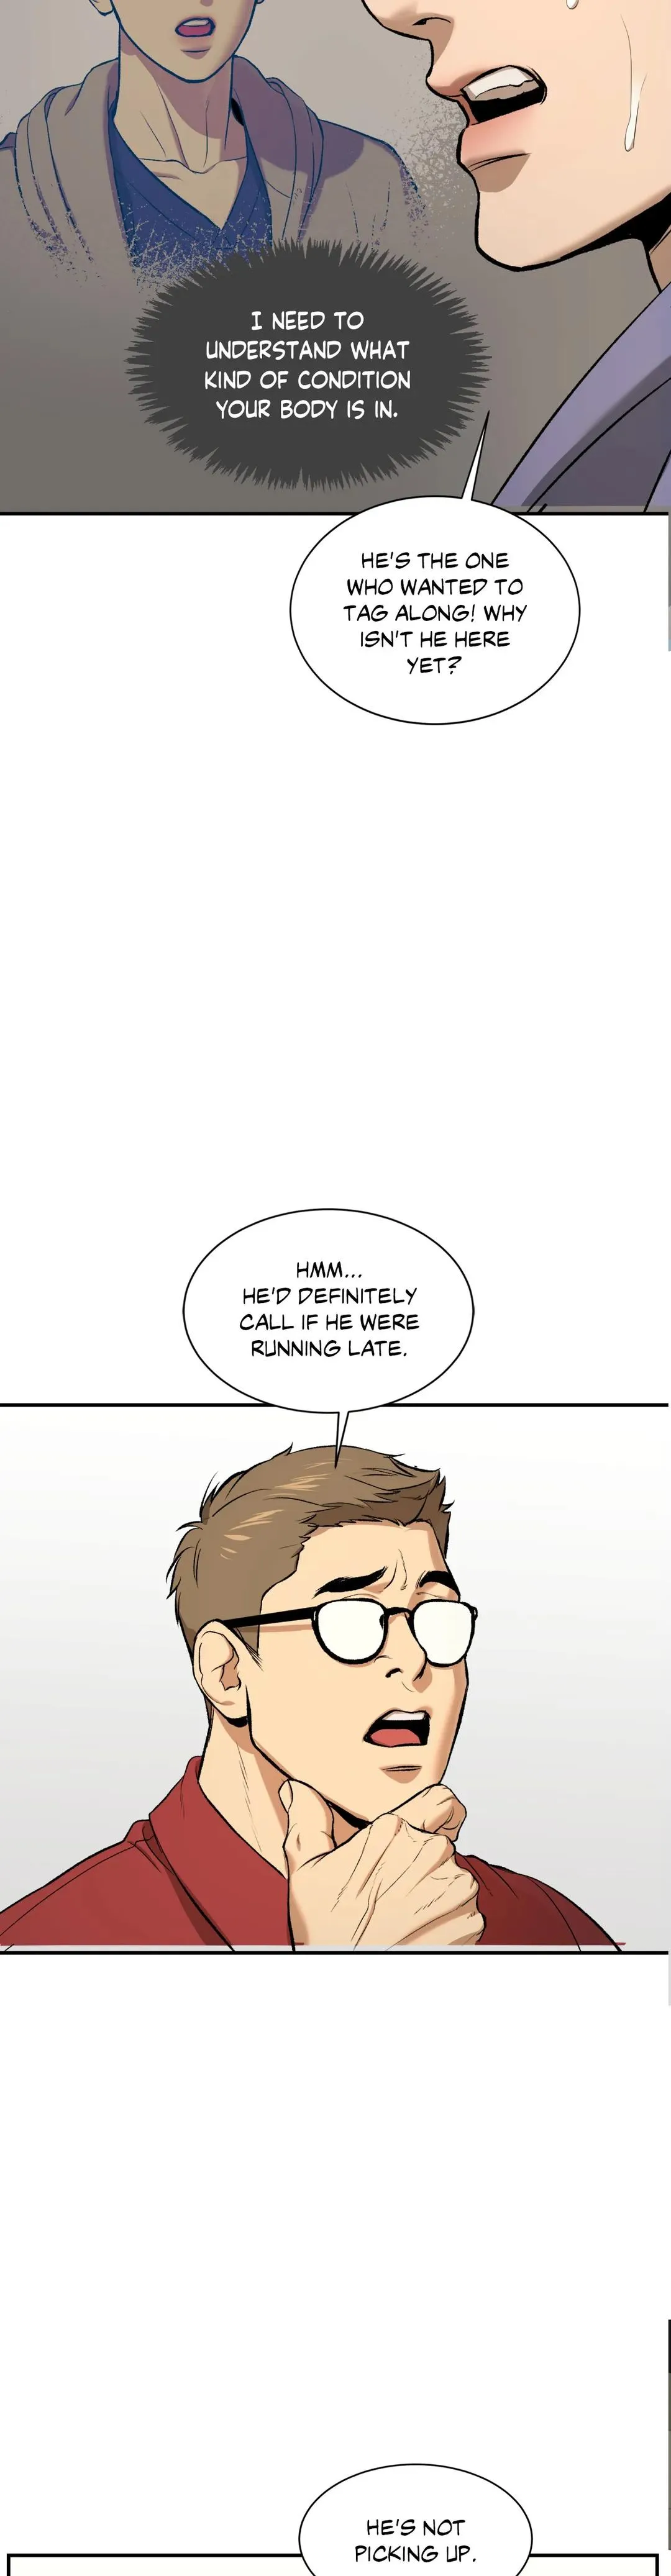 I NEED TO
UNDERSTAND WHAT
KIND OF CONDITION
YOUR BODY IS IN.
HE'S THE ONE
WHO WANTED TO
TAG ALONG! WHY
ISN'T HE HERE
YET?
HMM...
HE'D DEFINITELY
CALL IF HE WERE
RUNNING LATE.
HE'S NOT
PICKING UP.